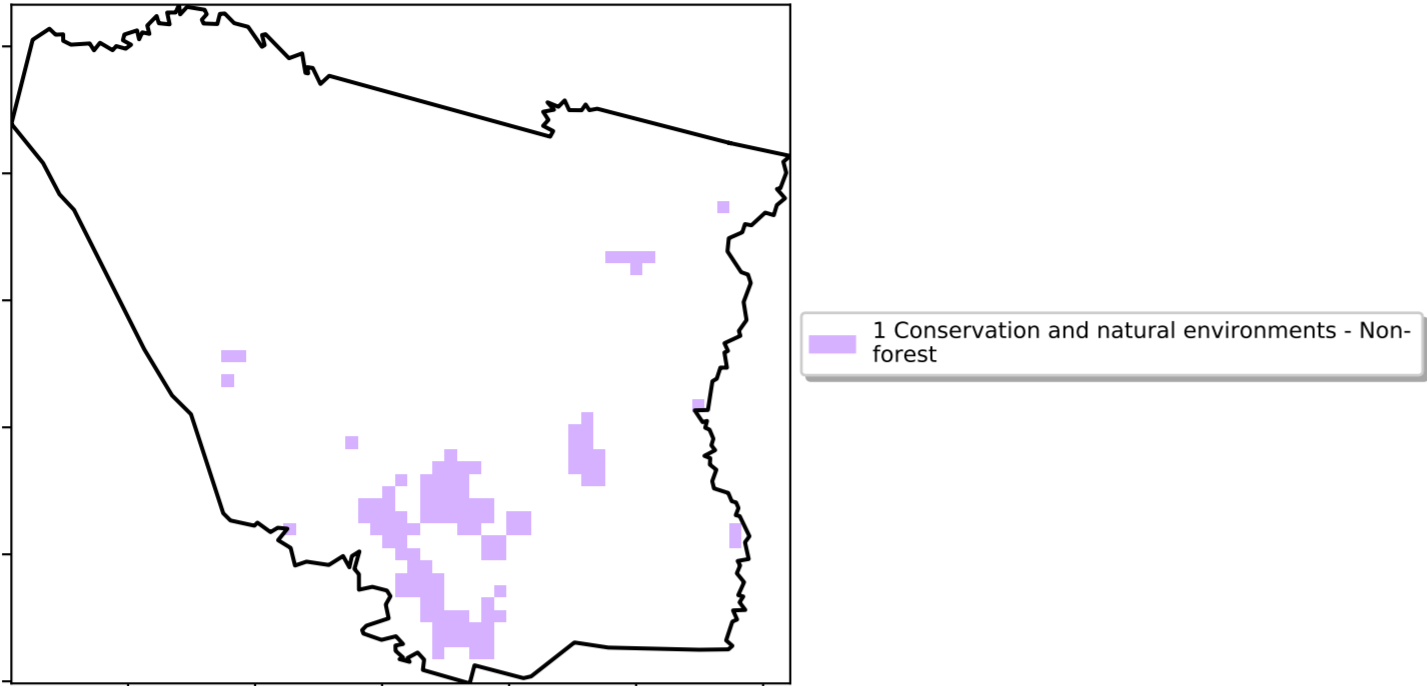 1 Conservation and natural environments - Non-
forest